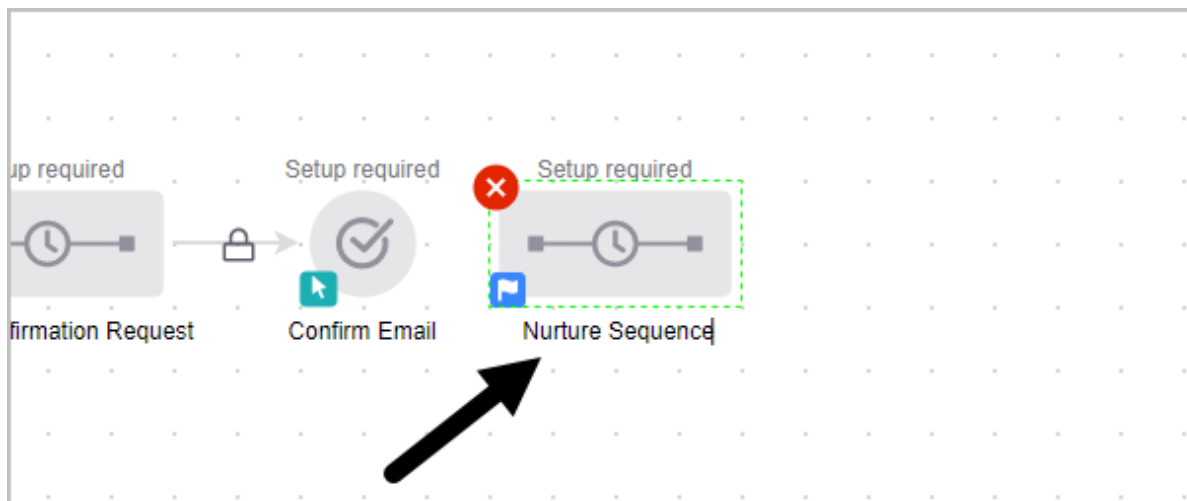 up required
Setup required
Setup required
firmation Request
Confirm Email
Nurture Sequence